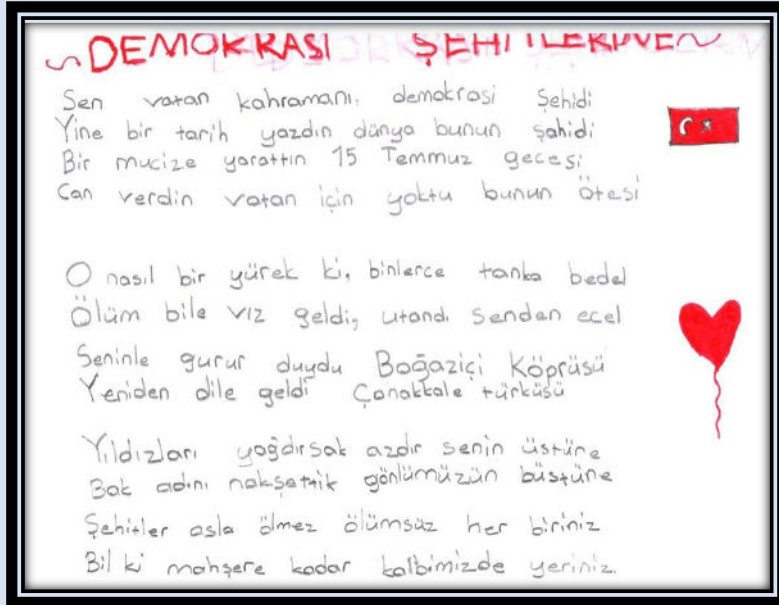 DEMOKRASİ ŞEHİTLERİNE
Sen vatan kahramanı, demokrasi Şehidi
Yine bir tarih yazdın dünya bunun şahidi
Bir mucize yarattın 15 Temmuz gecesi
Can verdin vatan için yoktu bunun ötesi
O nasıl bir yürek ki, binlerce tanka bedel
Ölüm bile vız geldi, utandı Senden ecel
Seninle gurur duydu Boğaziçi Köprüsü
Yeniden dile geldi Çanakkale türküsü
Yıldızları yağdırsak azdır senin üstüne
Bak adını nakşettik gönlümüzün büstüne
Şehitler asla ölmez ölümsüz her biriniz
Bil ki mahşere kadar kalbimizde yeriniz.